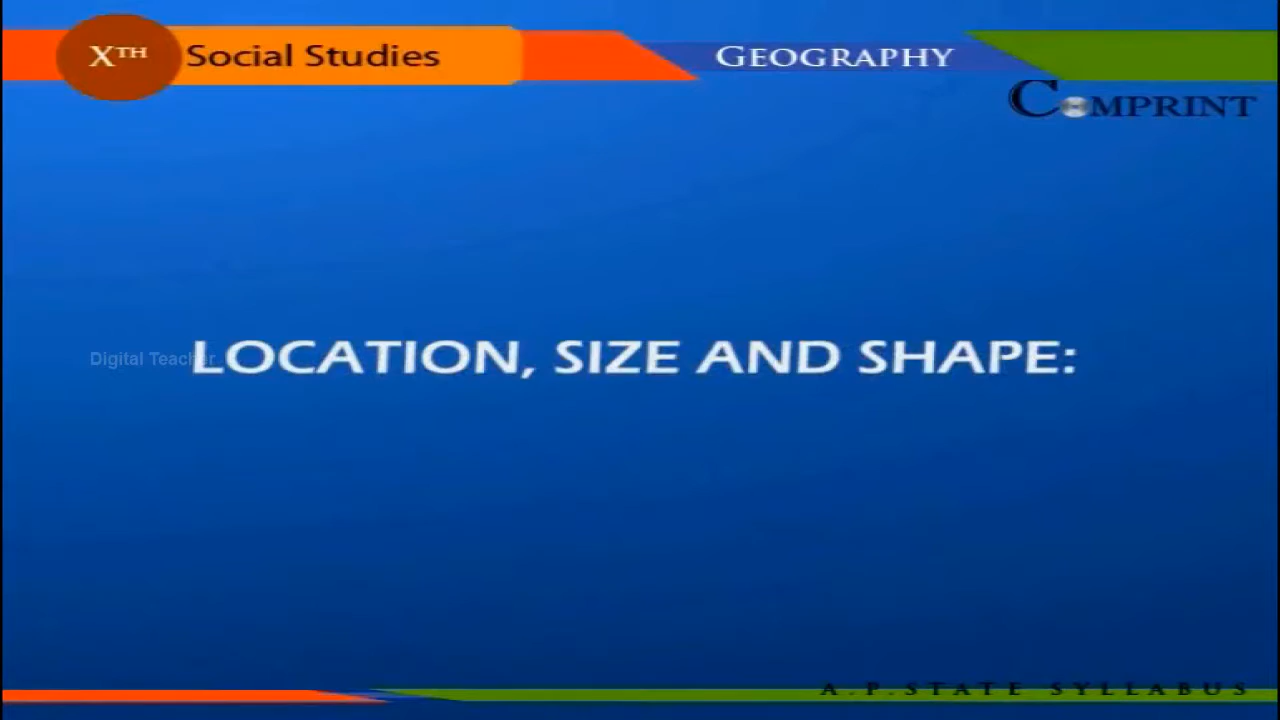 XTH Social Studies
GEOGRAPHY
COMPRINT
Digital Teacher
LOCATION, SIZE AND SHAPE:
A.P.STATE SYLLABUS